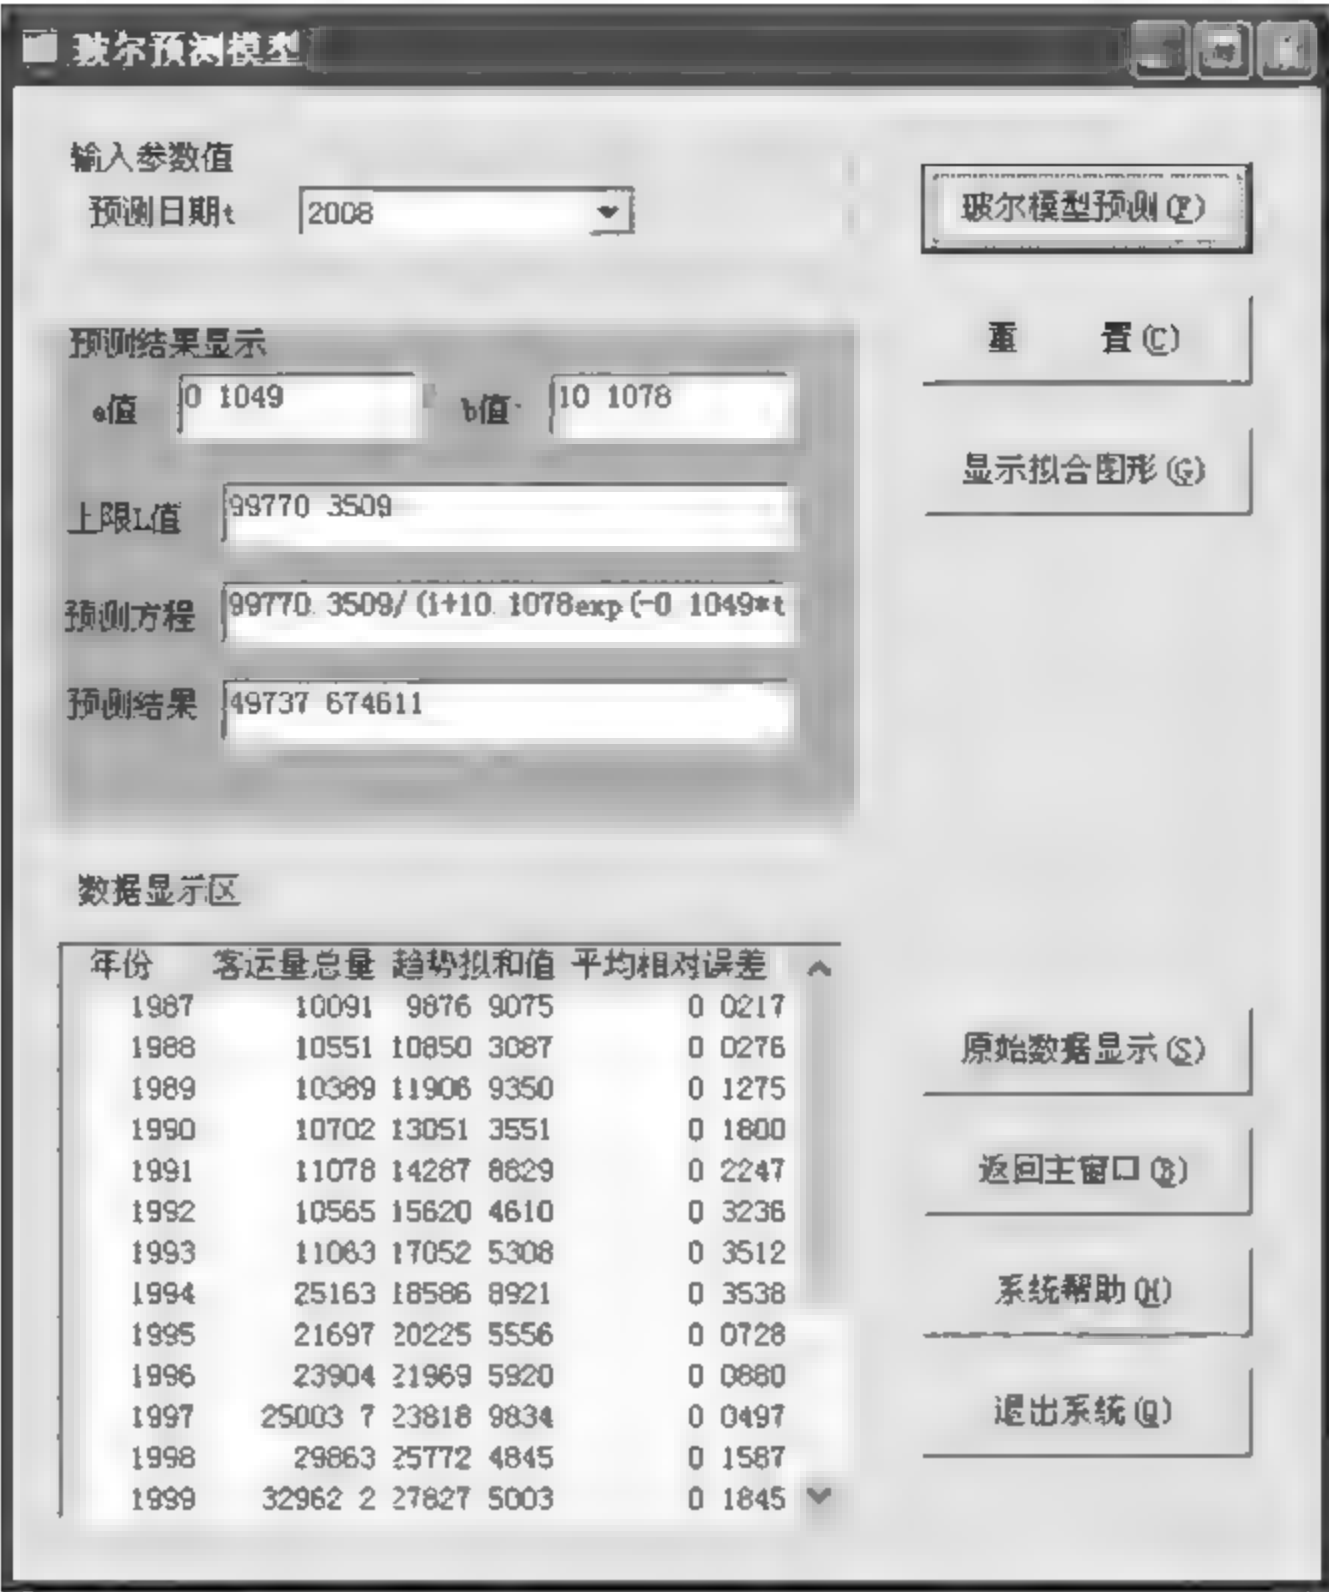 玻尔预测模型
输入参数值
预测日期t 2008
玻尔模型预测(F)
重 置(C)
显示拟合图形(G)
预测结果显示
a值 0 1049 b值 10 1078
上限L值 99770 3509
预测方程 99770 3509/(1+10 1078exp(-0 1049*t
预测结果 49737 674611
数据显示区
年份 客运量总量 趋势拟和值 平均相对误差
1987 10091 9876 9075 0 0217
1988 10551 10850 3087 0 0276
1989 10389 11906 9350 0 1275
1990 10702 13051 3551 0 1800
1991 11078 14287 8829 0 2247
1992 10565 15620 4610 0 3236
1993 11063 17052 5308 0 3512
1994 25163 18586 8921 0 3538
1995 21697 20225 5556 0 0728
1996 23904 21969 5920 0 0880
1997 25003 7 23818 9834 0 0497
1998 29863 25772 4845 0 1587
1999 32962 2 27827 5003 0 1845
原始数据显示(S)
返回主窗口(B)
系统帮助(H)
退出系统(Q)